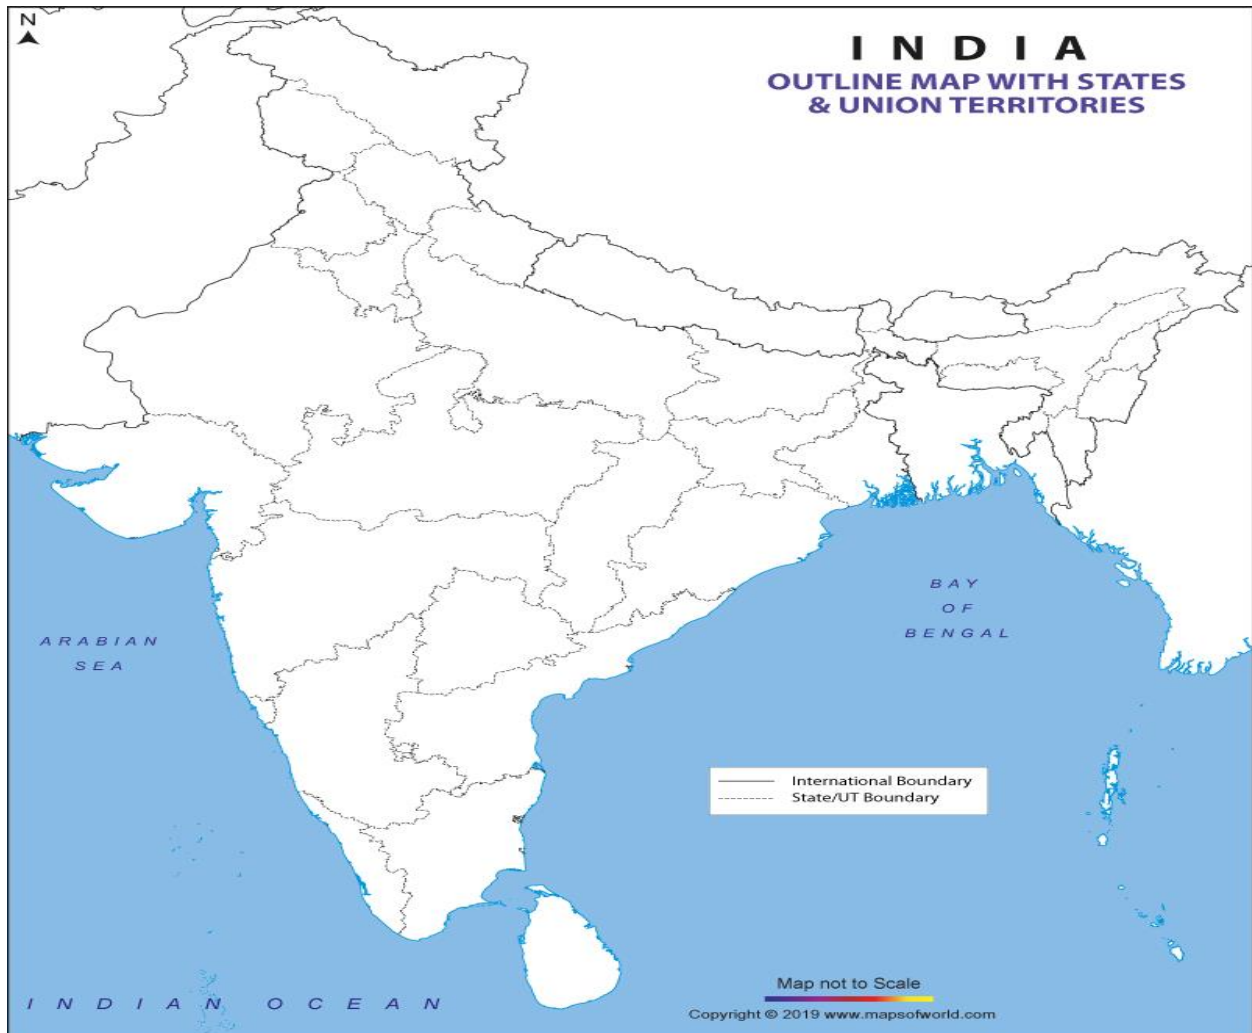 N
INDIA
OUTLINE MAP WITH STATES
& UNION TERRITORIES
BAY
OF
BENGAL
ARABIAN
SEA
International Boundary
State/UT Boundary
Map not to Scale
INDIAN OCEAN
Copyright © 2019 www.mapsofworld.com